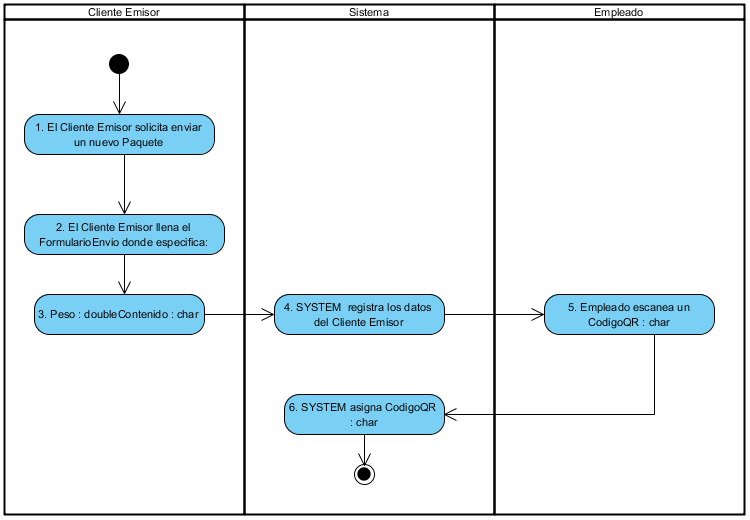 Cliente Emisor
Sistema
Empleado
1. El Cliente Emisor solicita enviar
un nuevo Paquete
2. El Cliente Emisor llena el
FormularioEnvio donde especifica:
3. Peso : doubleContenido : char
4. SYSTEM registra los datos
del Cliente Emisor
5. Empleado escanea un
CodigoQR : char
6. SYSTEM asigna CodigoQR
: char